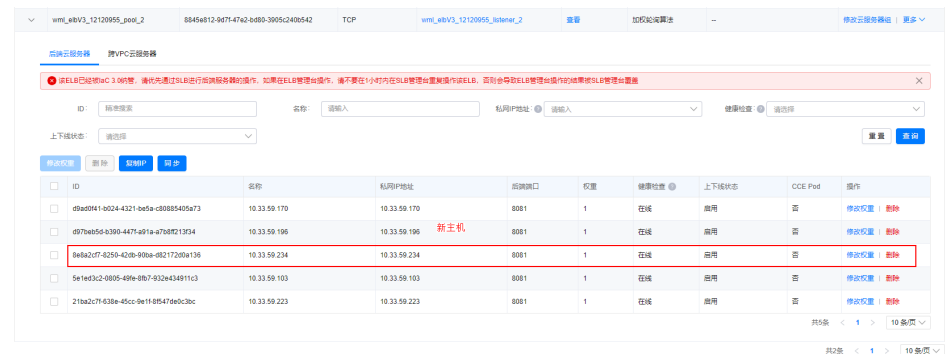 wml_elbV3_12120955_pool_2 8845e812-9d7f-47e2-bd80-3905c240b542 TCP wml_elbV3_12120955_listener_2 查看 加权轮询算法 -- 修改云服务器组 | 更多
后端云服务器 跨VPC云服务器
该ELB已经被IaC 3.0纳管，请优先通过SLB进行后端服务器的操作，如果在ELB管理台操作，请不要在1小时内在SLB管理台重复操作该ELB，否则会导致ELB管理台操作的结果被SLB管理台覆盖
ID: 精准搜索 名称: 请输入 私网IP地址: 请输入 健康检查: 请选择
上下线状态: 请选择 重置 查询
修改权重 删除 复制IP 同步
ID 名称 私网IP地址 后端端口 权重 健康检查 上下线状态 CCE Pod 操作
d9ad0f41-b024-4321-be5a-c80885405a73 10.33.59.170 10.33.59.170 8081 1 在线 启用 否 修改权重 | 删除
d97beb5d-b390-447f-a91a-a7b8ff213f34 10.33.59.196 10.33.59.196 新主机 8081 1 在线 启用 否 修改权重 | 删除
8e8a2cf7-8250-42db-90ba-d82172d0a136 10.33.59.234 10.33.59.234 8081 1 在线 启用 否 修改权重 | 删除
5e1ed3c2-0805-49fe-8fb7-932e434911c3 10.33.59.103 10.33.59.103 8081 1 在线 启用 否 修改权重 | 删除
21ba2c7f-638e-45cc-9e1f-8f547de0c3bc 10.33.59.223 10.33.59.223 8081 1 在线 启用 否 修改权重 | 删除
共5条 < 1 > 10 条/页
共2条 < 1 > 10 条/页